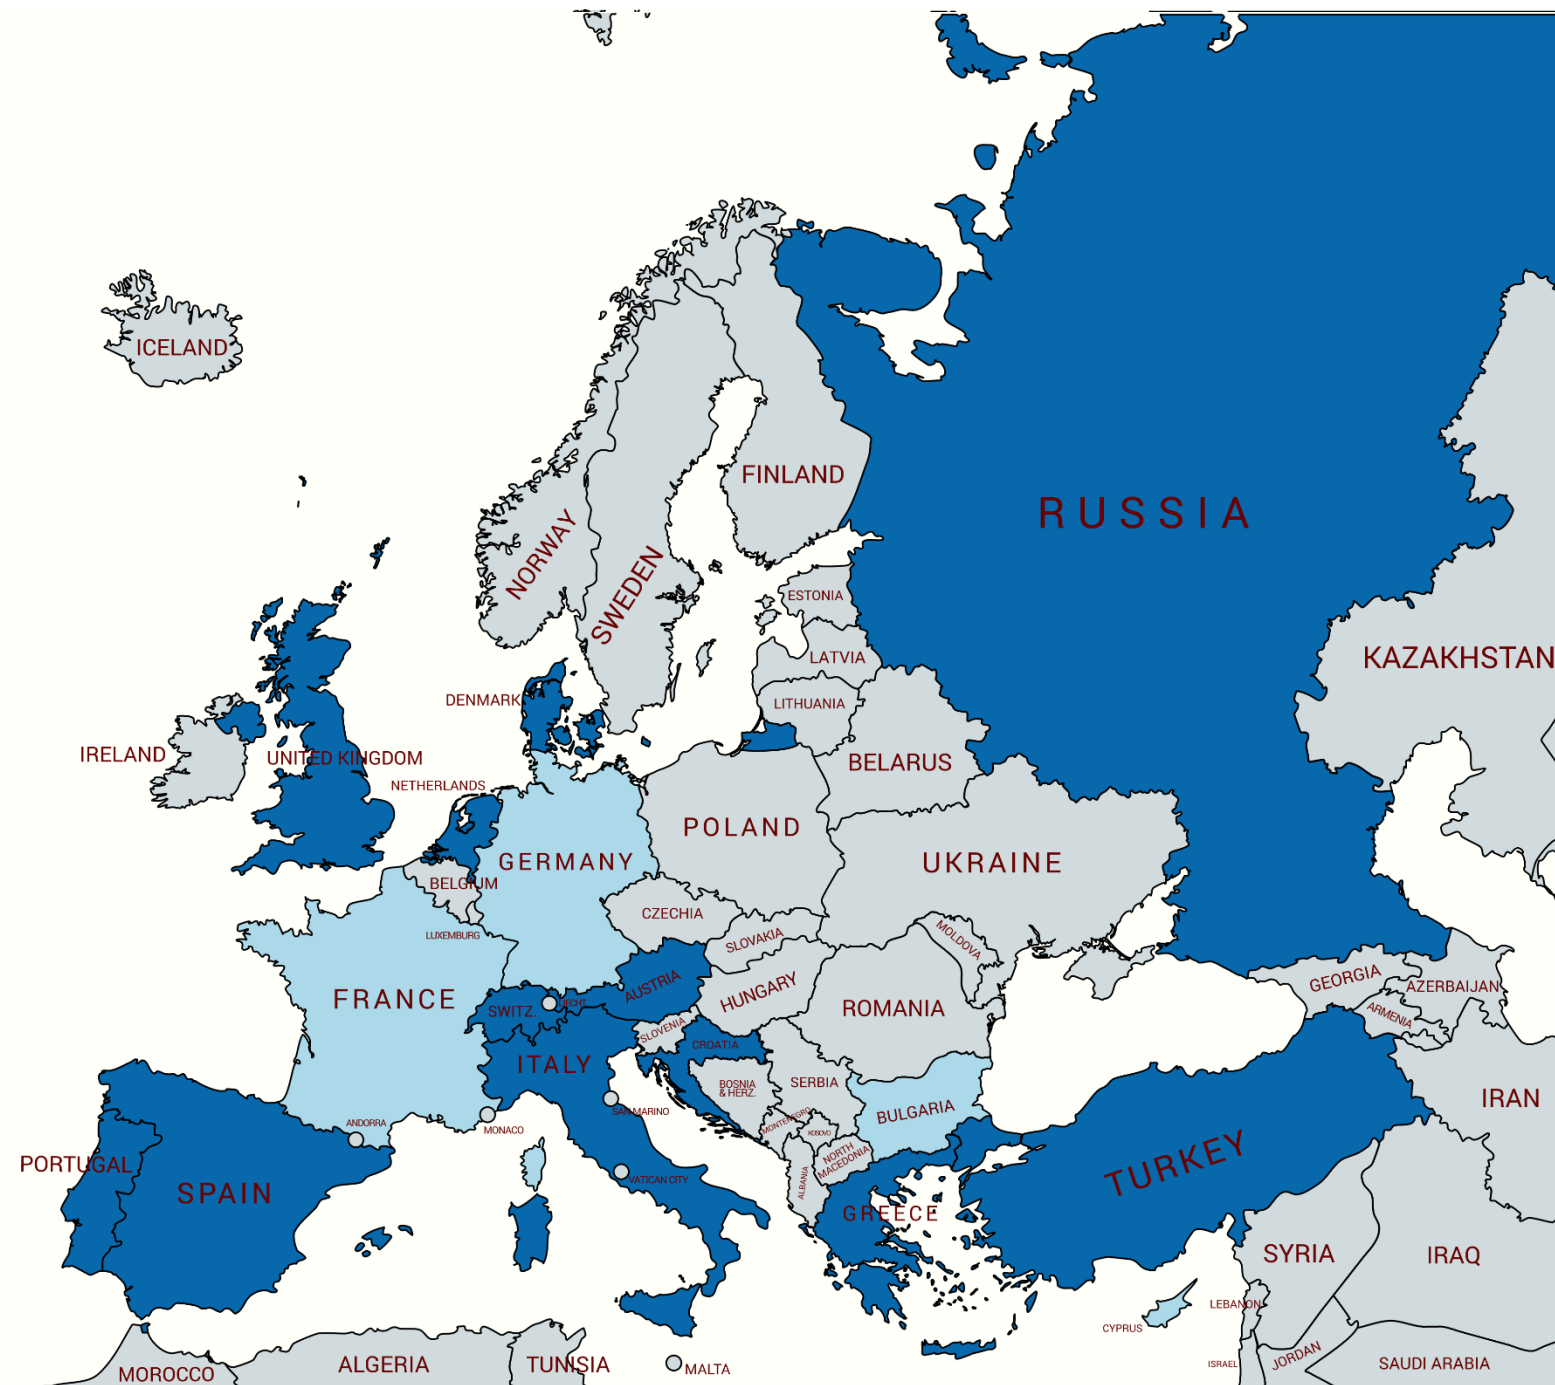 ICELAND
FINLAND
RUSSIA
NORWAY
SWEDEN
ESTONIA
LATVIA
KAZAKHSTAN
DENMARK
LITHUANIA
IRELAND
UNITED KINGDOM
BELARUS
NETHERLANDS
POLAND
GERMANY
UKRAINE
BELGIUM
CZECHIA
LUXEMBURG
SLOVAKIA
MOLDOVA
FRANCE
SWITZ.
LIECHT.
AUSTRIA
HUNGARY
ROMANIA
GEORGIA
AZERBAIJAN
ARMENIA
SLOVENIA
CROATIA
ITALY
BOSNIA
& HERZ.
SERBIA
IRAN
SAN MARINO
MONTENEGRO
KOSOVO
BULGARIA
ANDORRA
MONACO
PORTUGAL
SPAIN
VATICAN CITY
ALBANIA
NORTH
MACEDONIA
GREECE
TURKEY
SYRIA
IRAQ
LEBANON
CYPRUS
MOROCCO
ALGERIA
TUNISIA
MALTA
ISRAEL
JORDAN
SAUDI ARABIA